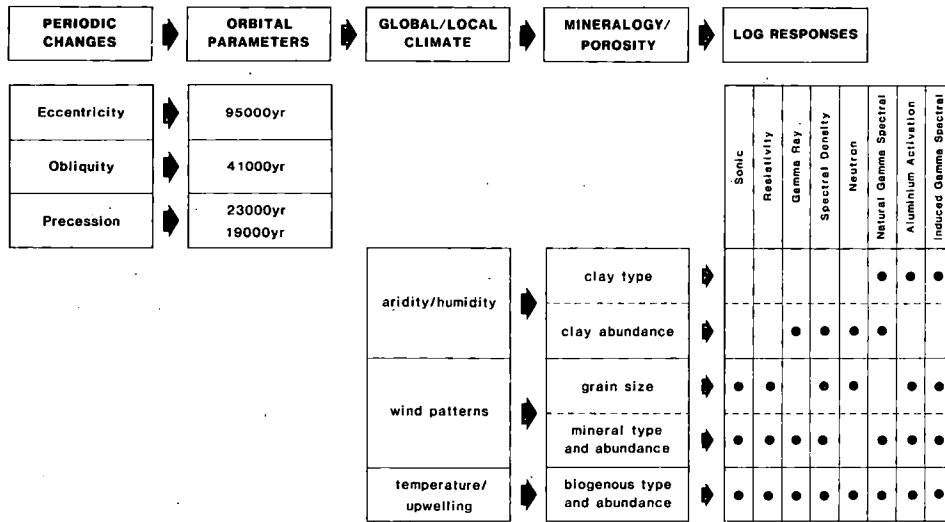 PERIODIC
CHANGES
ORBITAL
PARAMETERS
GLOBAL/LOCAL
CLIMATE
MINERALOGY/
POROSITY
LOG RESPONSES
Eccentricity
95000yr
Obliquity
41000yr
Precession
23000yr
19000yr
Sonic
Resistivity
Gamma Ray
Spectral Density
Neutron
Natural Gamma Spectral
Aluminium Activation
Induced Gamma Spectral
aridity/humidity
clay type
clay abundance
wind patterns
grain size
mineral type
and abundance
temperature/
upwelling
biogenous type
and abundance